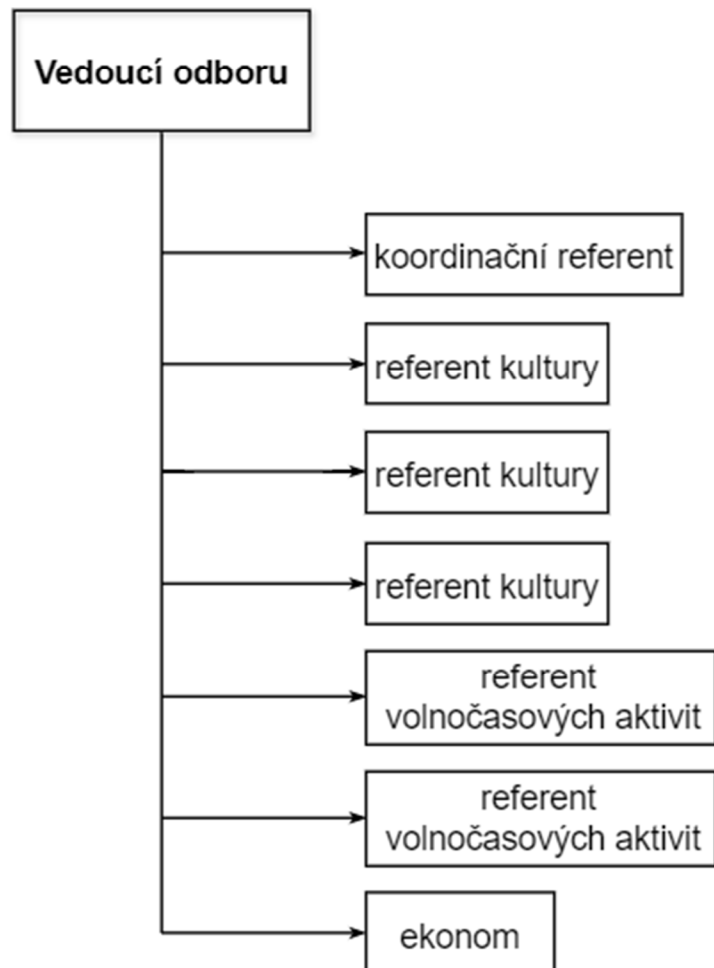 Vedoucí odboru
koordinační referent
referent kultury
referent kultury
referent kultury
referent
volnočasových aktivit
referent
volnočasových aktivit
ekonom